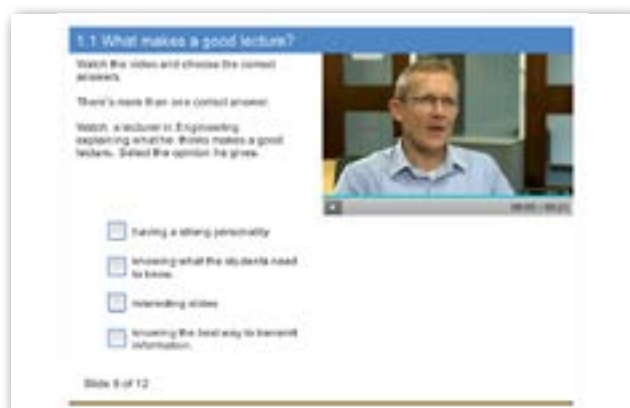 1.1 What makes a good lecture?
Watch the video and choose the correct
answers.
There's more than one correct answer.
Watch a lecturer in Engineering
explaining what he thinks makes a good
lecture. Select the opinion he gives.
having a strong personality
knowing what the students need
to know.
interesting slides
knowing the best way to transmit
information.
Slide 9 of 12